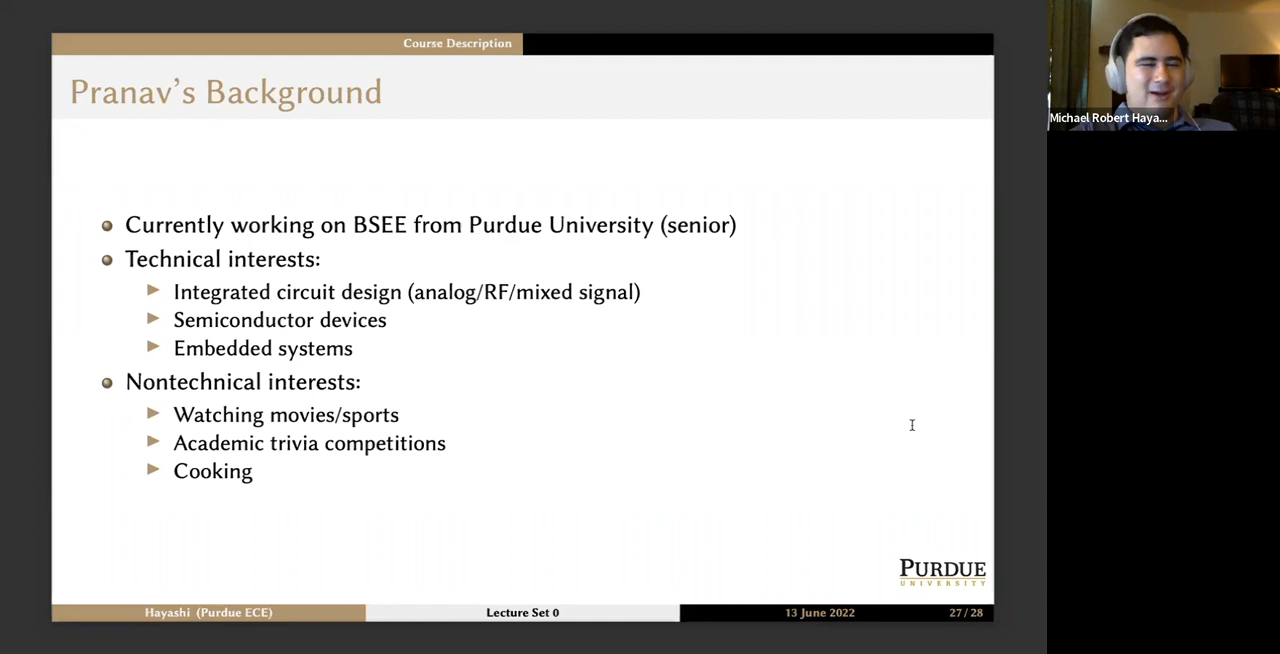 Course Description
Pranav's Background
Currently working on BSEE from Purdue University (senior)
Technical interests:
Integrated circuit design (analog/RF/mixed signal)
Semiconductor devices
Embedded systems
Nontechnical interests:
Watching movies/sports
Academic trivia competitions
Cooking
PURDUE
UNIVERSITY
Hayashi (Purdue ECE)
Lecture Set 0
13 June 2022
27 / 28
Michael Robert Haya...